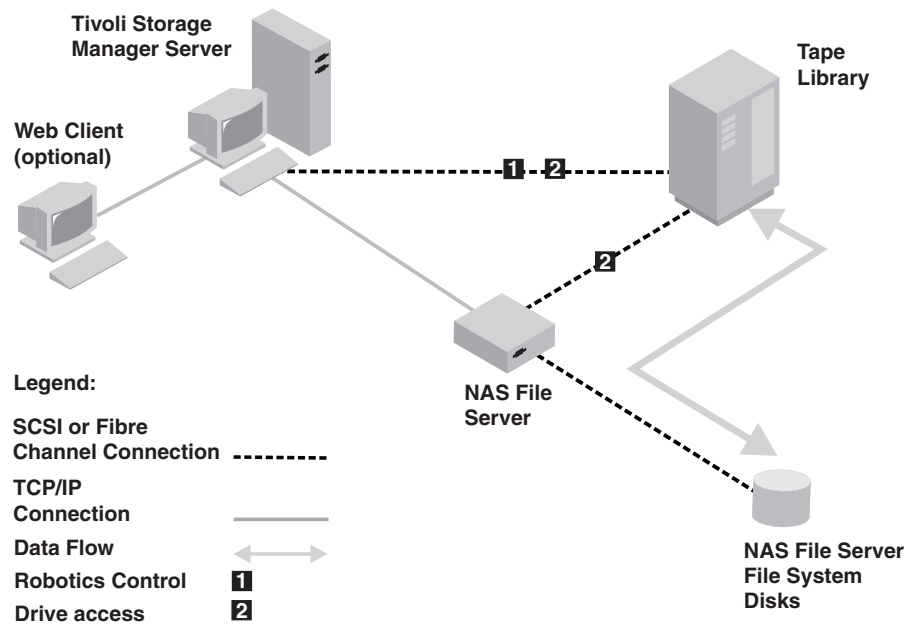 Tivoli Storage
Manager Server
Tape
Library
Web Client
(optional)
1 2
2
NAS File
Server
Legend:
SCSI or Fibre
Channel Connection
TCP/IP
Connection
Data Flow
Robotics Control 1
Drive access 2
NAS File Server
File System
Disks